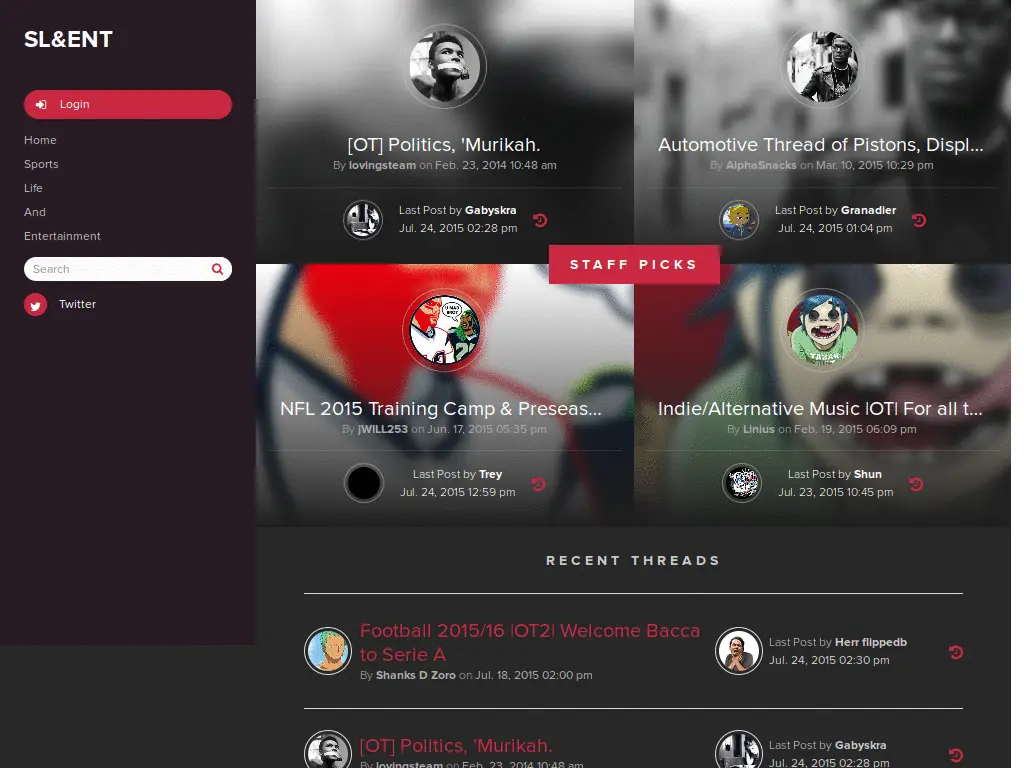 SL&ENT
Login
Home
Sports
Life
And
Entertainment
Search
Twitter
[OT] Politics, 'Murikah.
By lovingsteam on Feb. 23, 2014 10:48 am
Last Post by Gabyskra
Jul. 24, 2015 02:28 pm
Automotive Thread of Pistons, Displ...
By AlphaSnacks on Mar. 10, 2015 10:29 pm
Last Post by Granadier
Jul. 24, 2015 01:04 pm
STAFF PICKS
U MAD
BRO?
NFL 2015 Training Camp & Preseas...
By jWILL253 on Jun. 17, 2015 05:35 pm
Last Post by Trey
Jul. 24, 2015 12:59 pm
Indie/Alternative Music |OT| For all t...
By Linius on Feb. 19, 2015 06:09 pm
Last Post by Shun
Jul. 23, 2015 10:45 pm
RECENT THREADS
Football 2015/16 |OT2| Welcome Bacca
to Serie A
By Shanks D Zoro on Jul. 18, 2015 02:00 pm
Last Post by Herr flippedb
Jul. 24, 2015 02:30 pm
[OT] Politics, 'Murikah.
By lovingsteam on Feb. 23, 2014 10:48 am
Last Post by Gabyskra
Jul. 24, 2015 02:28 pm